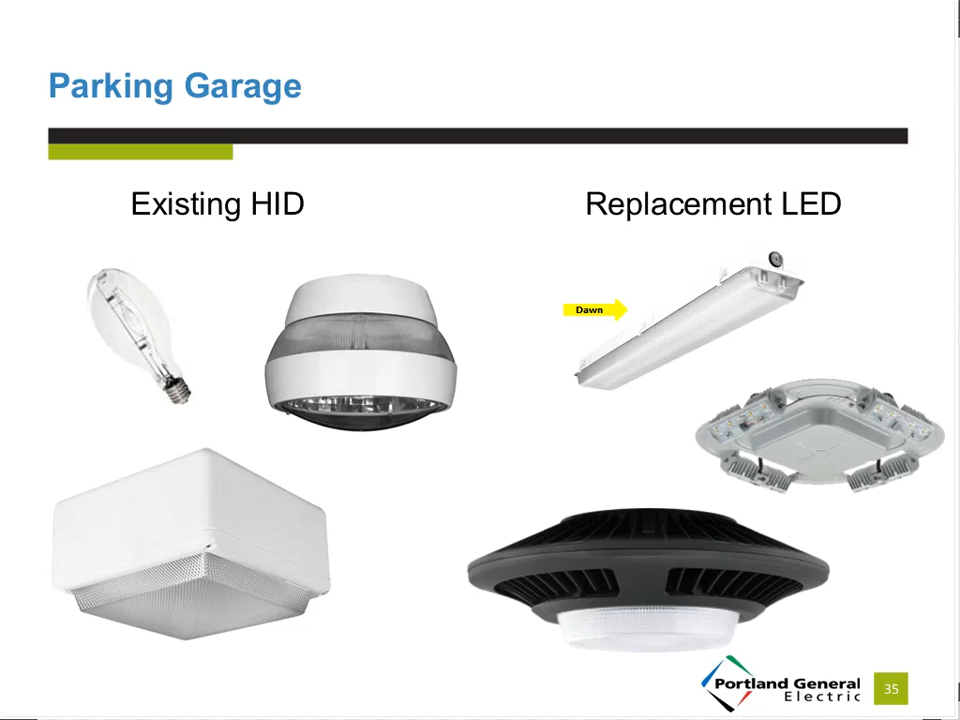 Parking Garage
Existing HID
Replacement LED
Dawn
Portland General
Electric
35